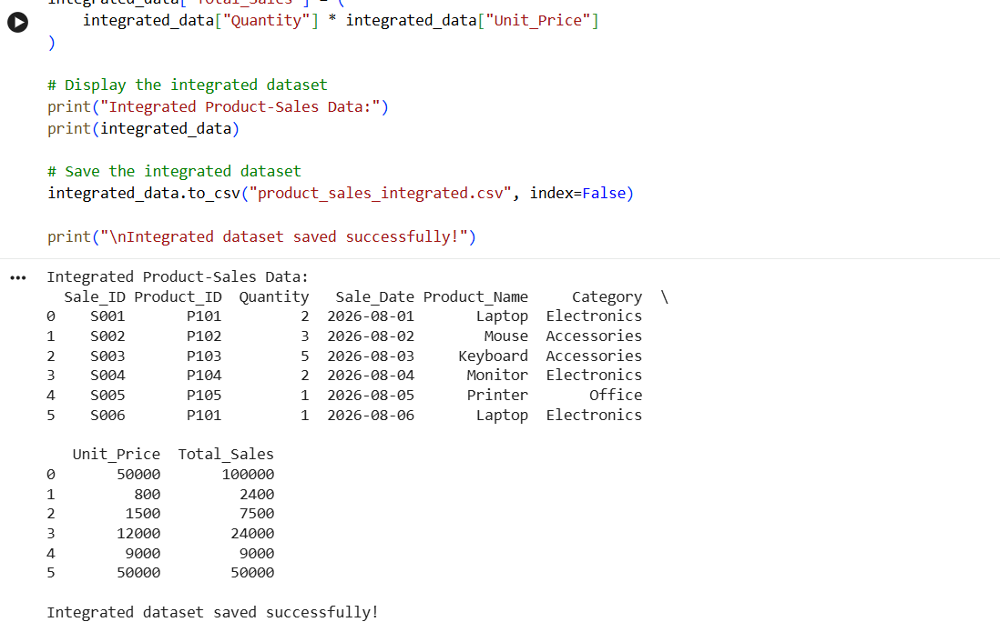 integrated_data["Total_Sales"] = (
    integrated_data["Quantity"] * integrated_data["Unit_Price"]
)

# Display the integrated dataset
print("Integrated Product-Sales Data:")
print(integrated_data)

# Save the integrated dataset
integrated_data.to_csv("product_sales_integrated.csv", index=False)

print("\nIntegrated dataset saved successfully!")

Integrated Product-Sales Data:
  Sale_ID Product_ID  Quantity   Sale_Date Product_Name     Category  \
0    S001       P101         2  2026-08-01       Laptop  Electronics
1    S002       P102         3  2026-08-02        Mouse  Accessories
2    S003       P103         5  2026-08-03     Keyboard  Accessories
3    S004       P104         2  2026-08-04      Monitor  Electronics
4    S005       P105         1  2026-08-05      Printer       Office
5    S006       P101         1  2026-08-06       Laptop  Electronics

   Unit_Price  Total_Sales
0       50000       100000
1         800         2400
2        1500         7500
3       12000        24000
4        9000         9000
5       50000        50000

Integrated dataset saved successfully!